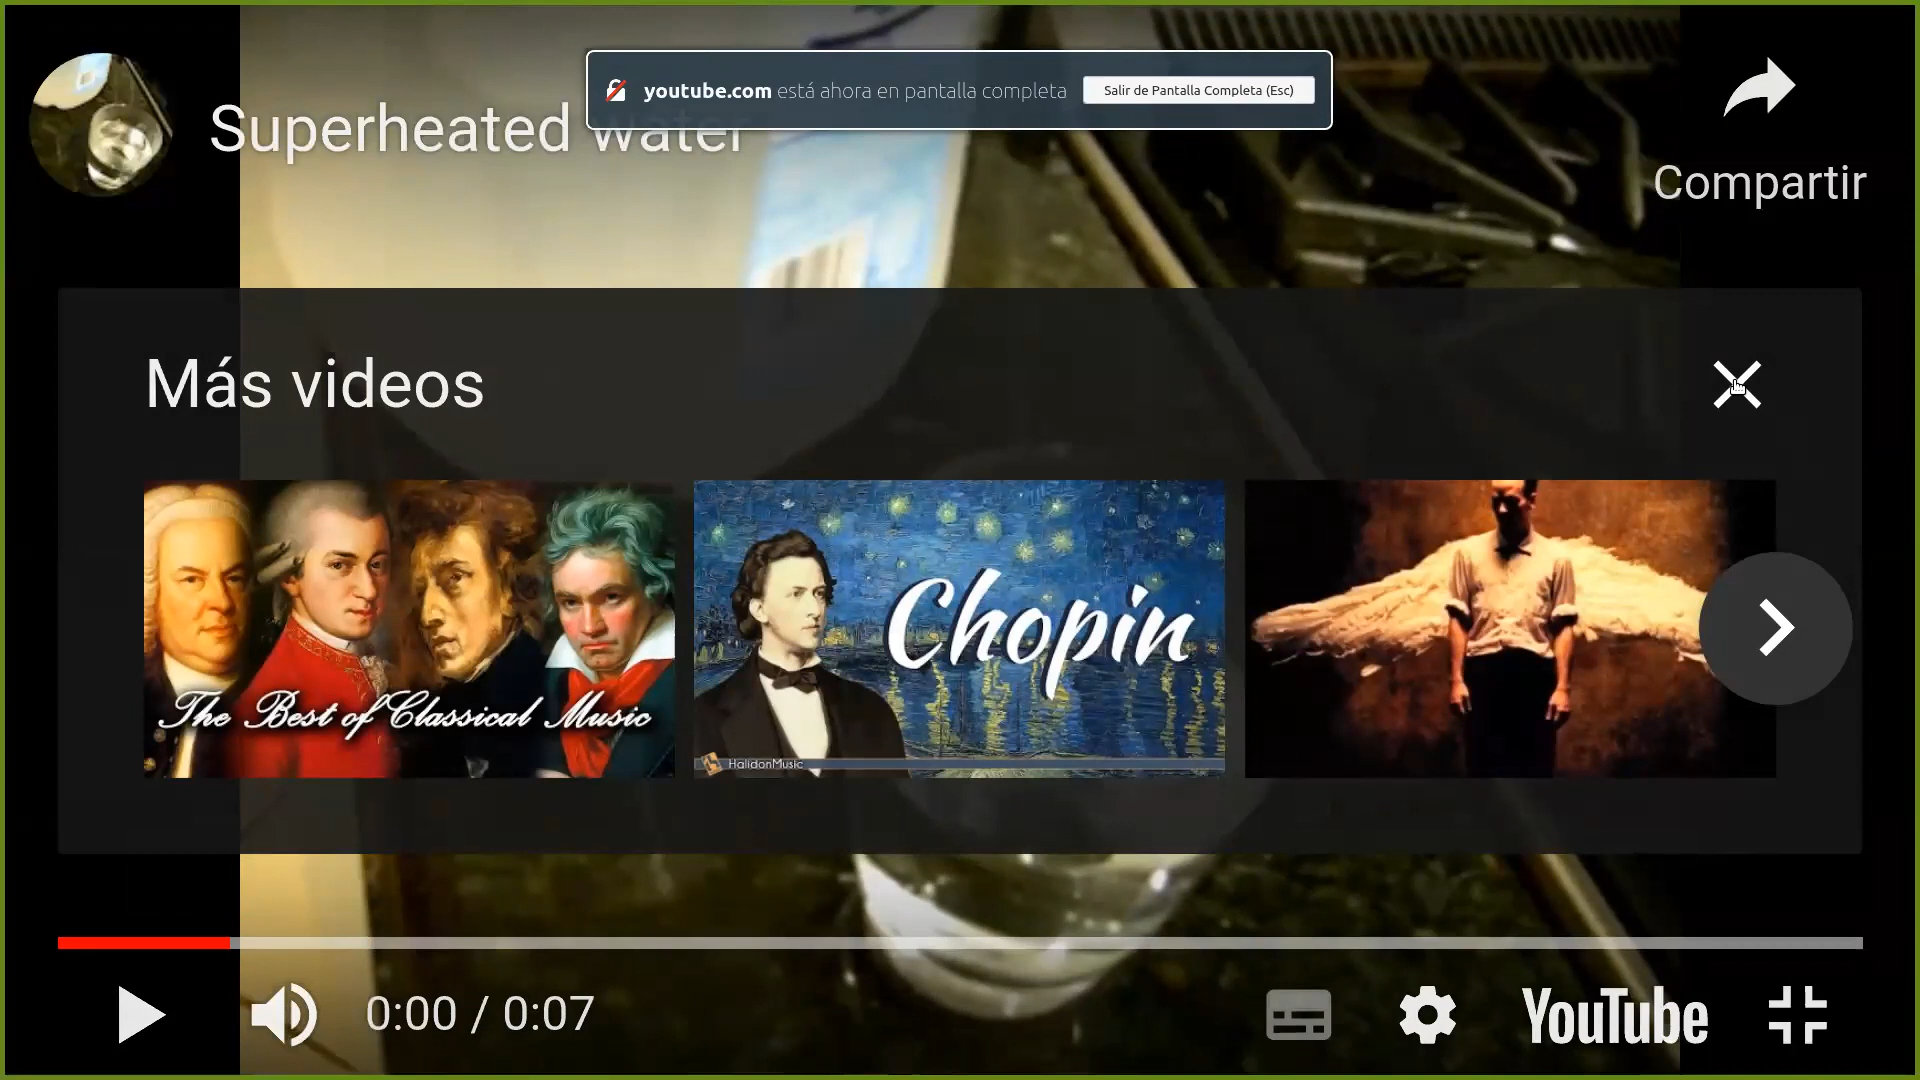 youtube.com está ahora en pantalla completa
Salir de Pantalla Completa (Esc)
Superheated water
Compartir
Más videos
The Best of Classical Music
Chopin
HalidonMusic
0:00 / 0:07
YouTube